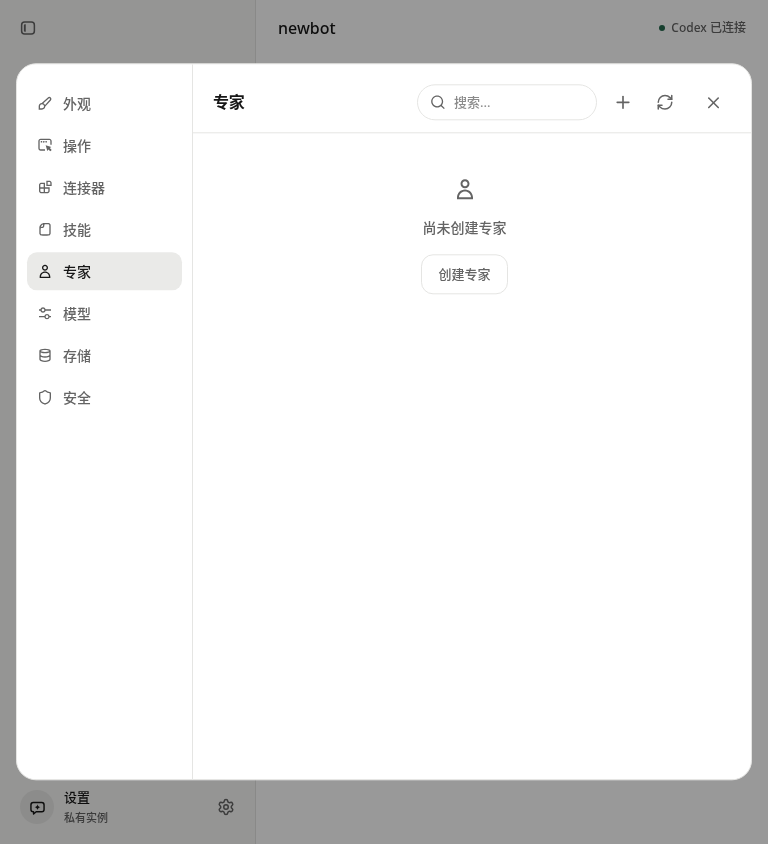 newbot
Codex 已连接
外观
操作
连接器
技能
专家
模型
存储
安全
专家
搜索...
尚未创建专家
创建专家
设置
私有实例